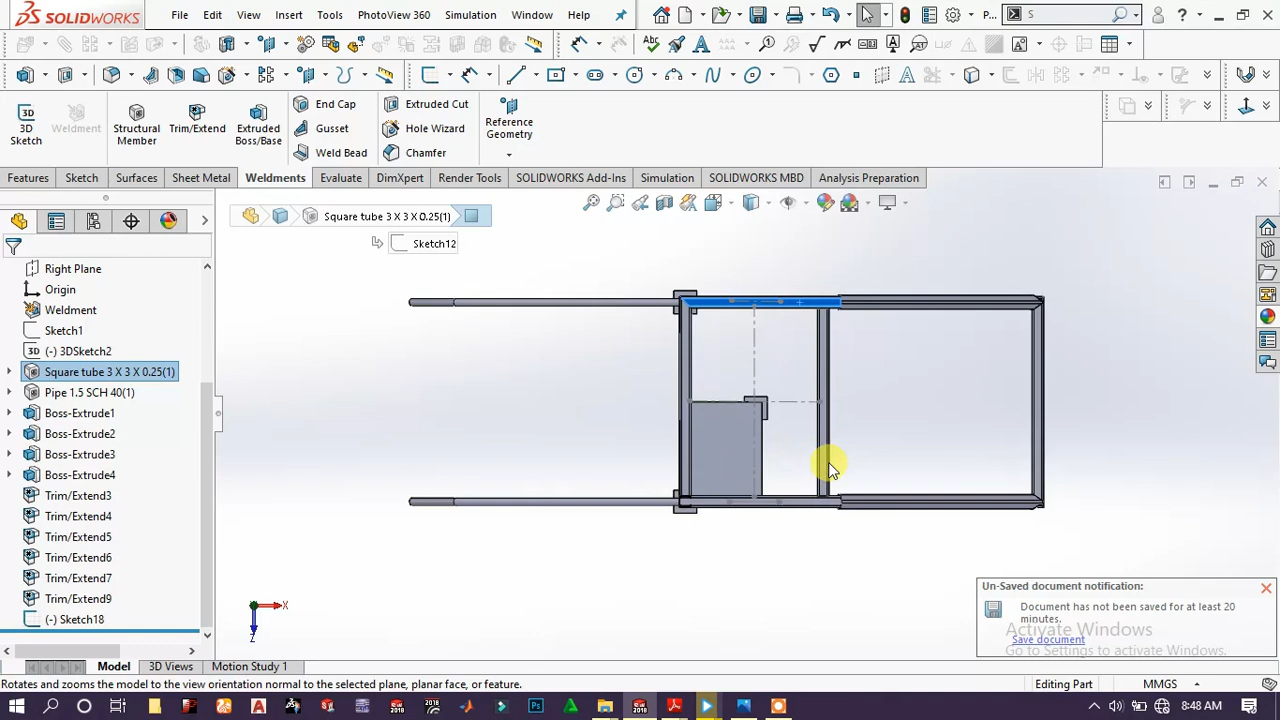 SOLIDWORKS File Edit View Insert Tools PhotoView 360 Simulation Window Help P... S
Abc
3D Sketch Weldment Structural Member Trim/Extend Extruded Boss/Base End Cap Gusset Weld Bead Extruded Cut Hole Wizard Chamfer Reference Geometry
Features Sketch Surfaces Sheet Metal Weldments Evaluate DimXpert Render Tools SOLIDWORKS Add-Ins Simulation SOLIDWORKS MBD Analysis Preparation
Square tube 3 X 3 X 0.25(1)
Sketch12
Right Plane
Origin
Weldment
Sketch1
3D (-) 3DSketch2
Square tube 3 X 3 X 0.25(1)
Pipe 1.5 SCH 40(1)
Boss-Extrude1
Boss-Extrude2
Boss-Extrude3
Boss-Extrude4
Trim/Extend3
Trim/Extend4
Trim/Extend5
Trim/Extend6
Trim/Extend7
Trim/Extend9
(-) Sketch18
X
Z
Un-Saved document notification:
Document has not been saved for at least 20
minutes.
Save document
Activate Windows
Go to Settings to activate Windows.
Model 3D Views Motion Study 1
Rotates and zooms the model to the view orientation normal to the selected plane, planar face, or feature. Editing Part MMGS
8:48 AM